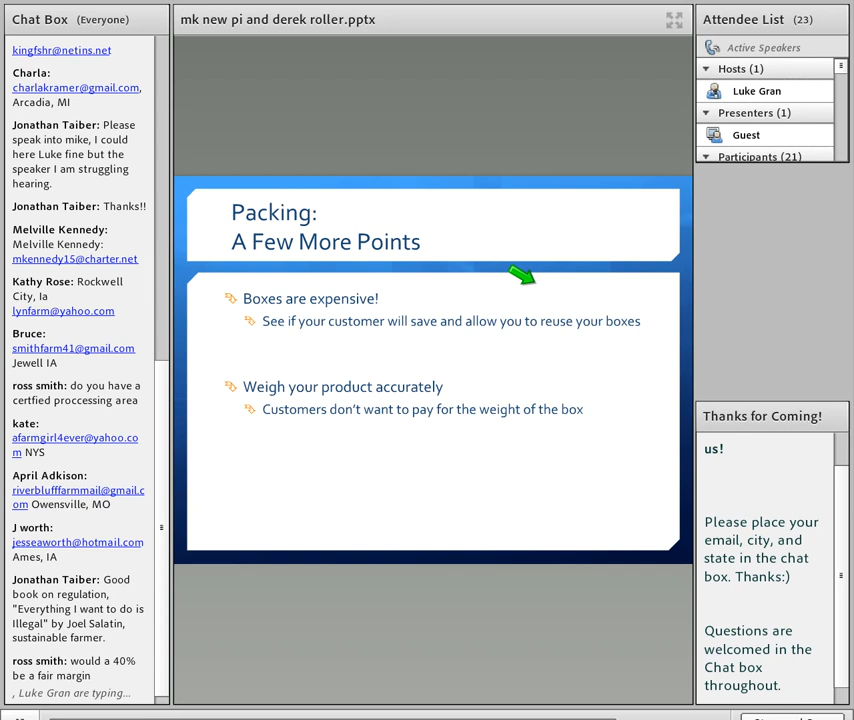 Chat Box (Everyone)
kingfshr@netins.net
Charla:
charlakramer@gmail.com,
Arcadia, MI
Jonathan Taiber: Please
speak into mike, I could
here Luke fine but the
speaker I am struggling
hearing.
Jonathan Taiber: Thanks!!
Melville Kennedy:
Melville Kennedy:
mkennedy15@charter.net
Kathy Rose: Rockwell
City, Ia
lynfarm@yahoo.com
Bruce:
smithfarm41@gmail.com
Jewell IA
ross smith: do you have a
certfied proccessing area
kate:
afarmgirl4ever@yahoo.co
m NYS
April Adkison:
riverblufffarmmail@gmail.c
om Owensville, MO
J worth:
jesseaworth@hotmail.com
Ames, IA
Jonathan Taiber: Good
book on regulation,
"Everything I want to do is
Illegal" by Joel Salatin,
sustainable farmer.
ross smith: would a 40%
be a fair margin
, Luke Gran are typing...
mk new pi and derek roller.pptx
Packing:
A Few More Points
Boxes are expensive!
See if your customer will save and allow you to reuse your boxes
Weigh your product accurately
Customers don't want to pay for the weight of the box
Attendee List (23)
Active Speakers
Hosts (1)
Luke Gran
Presenters (1)
Guest
Participants (21)
Thanks for Coming!
us!
Please place your
email, city, and
state in the chat
box. Thanks:)
Questions are
welcomed in the
Chat box
throughout.